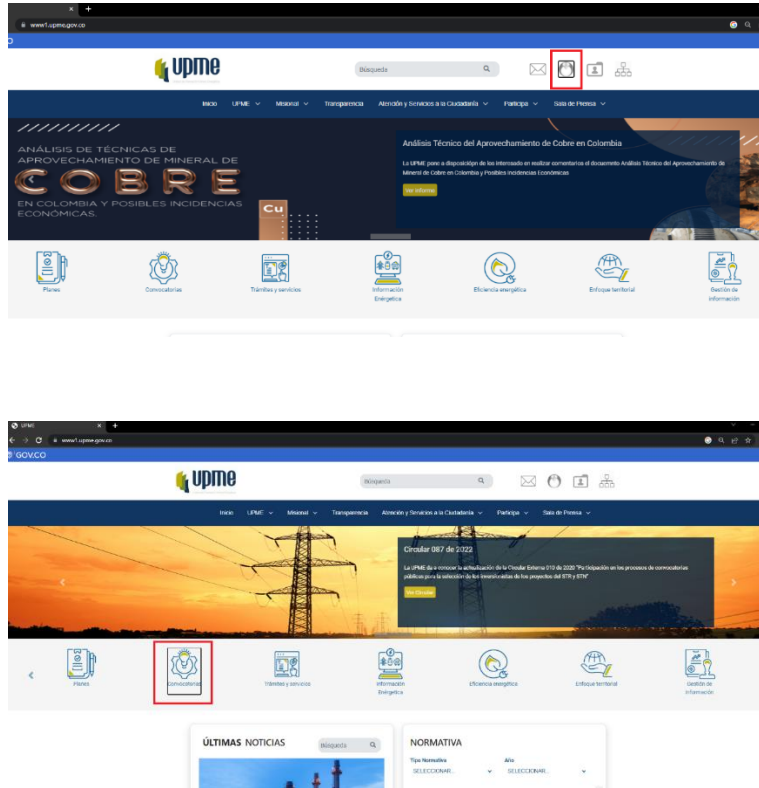 www1.upme.gov.co
upme
Búsqueda
Inicio UPME Misional Transparencia Atención y Servicios a la Ciudadanía Participa Sala de Prensa
ANÁLISIS DE TÉCNICAS DE
APROVECHAMIENTO DE MINERAL DE
COBRE
EN COLOMBIA Y POSIBLES INCIDENCIAS
ECONÓMICAS.
Cu
Análisis Técnico del Aprovechamiento de Cobre en Colombia
La UPME pone a disposición de los interesado en realizar comentarios el documento Análisis Técnico del Aprovechamiento de
Mineral de Cobre en Colombia y Posibles Incidencias Económicas
Ver informe
Planes
Convocatorias
Trámites y servicios
Información
Energética
Eficiencia energética
Enfoque territorial
Gestión de
información
UPME
www1.upme.gov.co
GOV.CO
upme
Búsqueda
Inicio UPME Misional Transparencia Atención y Servicios a la Ciudadanía Participa Sala de Prensa
Circular 087 de 2022
La UPME da a conocer la actualización de la Circular Externa 010 de 2020 "Participación en los procesos de convocatorias
públicas para la selección de los inversionistas de los proyectos del STR y STN"
Ver Circular
Planes
Convocatorias
Trámites y servicios
Información
Energética
Eficiencia energética
Enfoque territorial
Gestión de
información
ÚLTIMAS NOTICIAS
Búsqueda
NORMATIVA
Tipo Normativa
Año
SELECCIONAR...
SELECCIONAR...